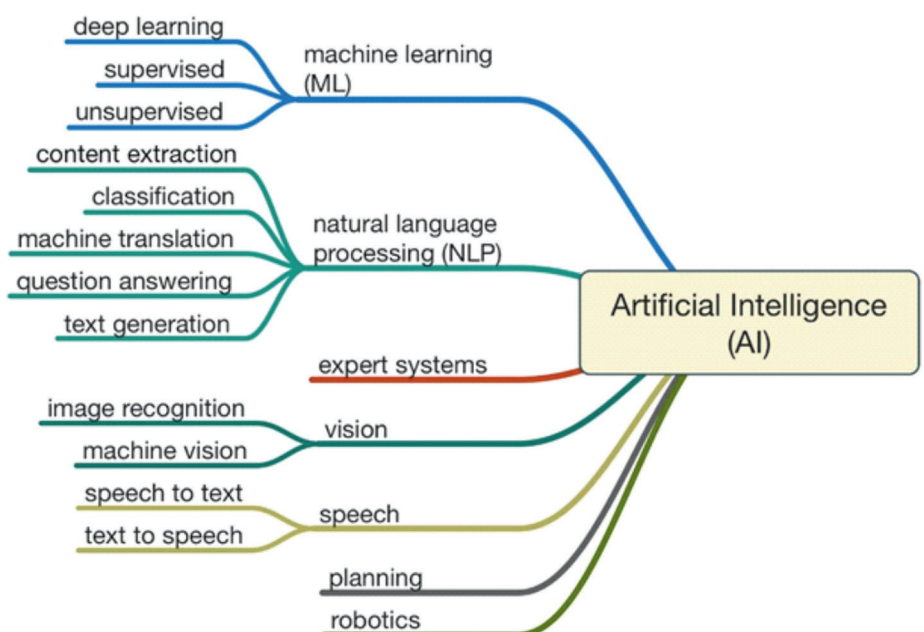 deep learning
supervised
unsupervised
machine learning
(ML)
content extraction
classification
machine translation
question answering
text generation
natural language
processing (NLP)
Artificial Intelligence
(AI)
expert systems
image recognition
machine vision
vision
speech to text
text to speech
speech
planning
robotics